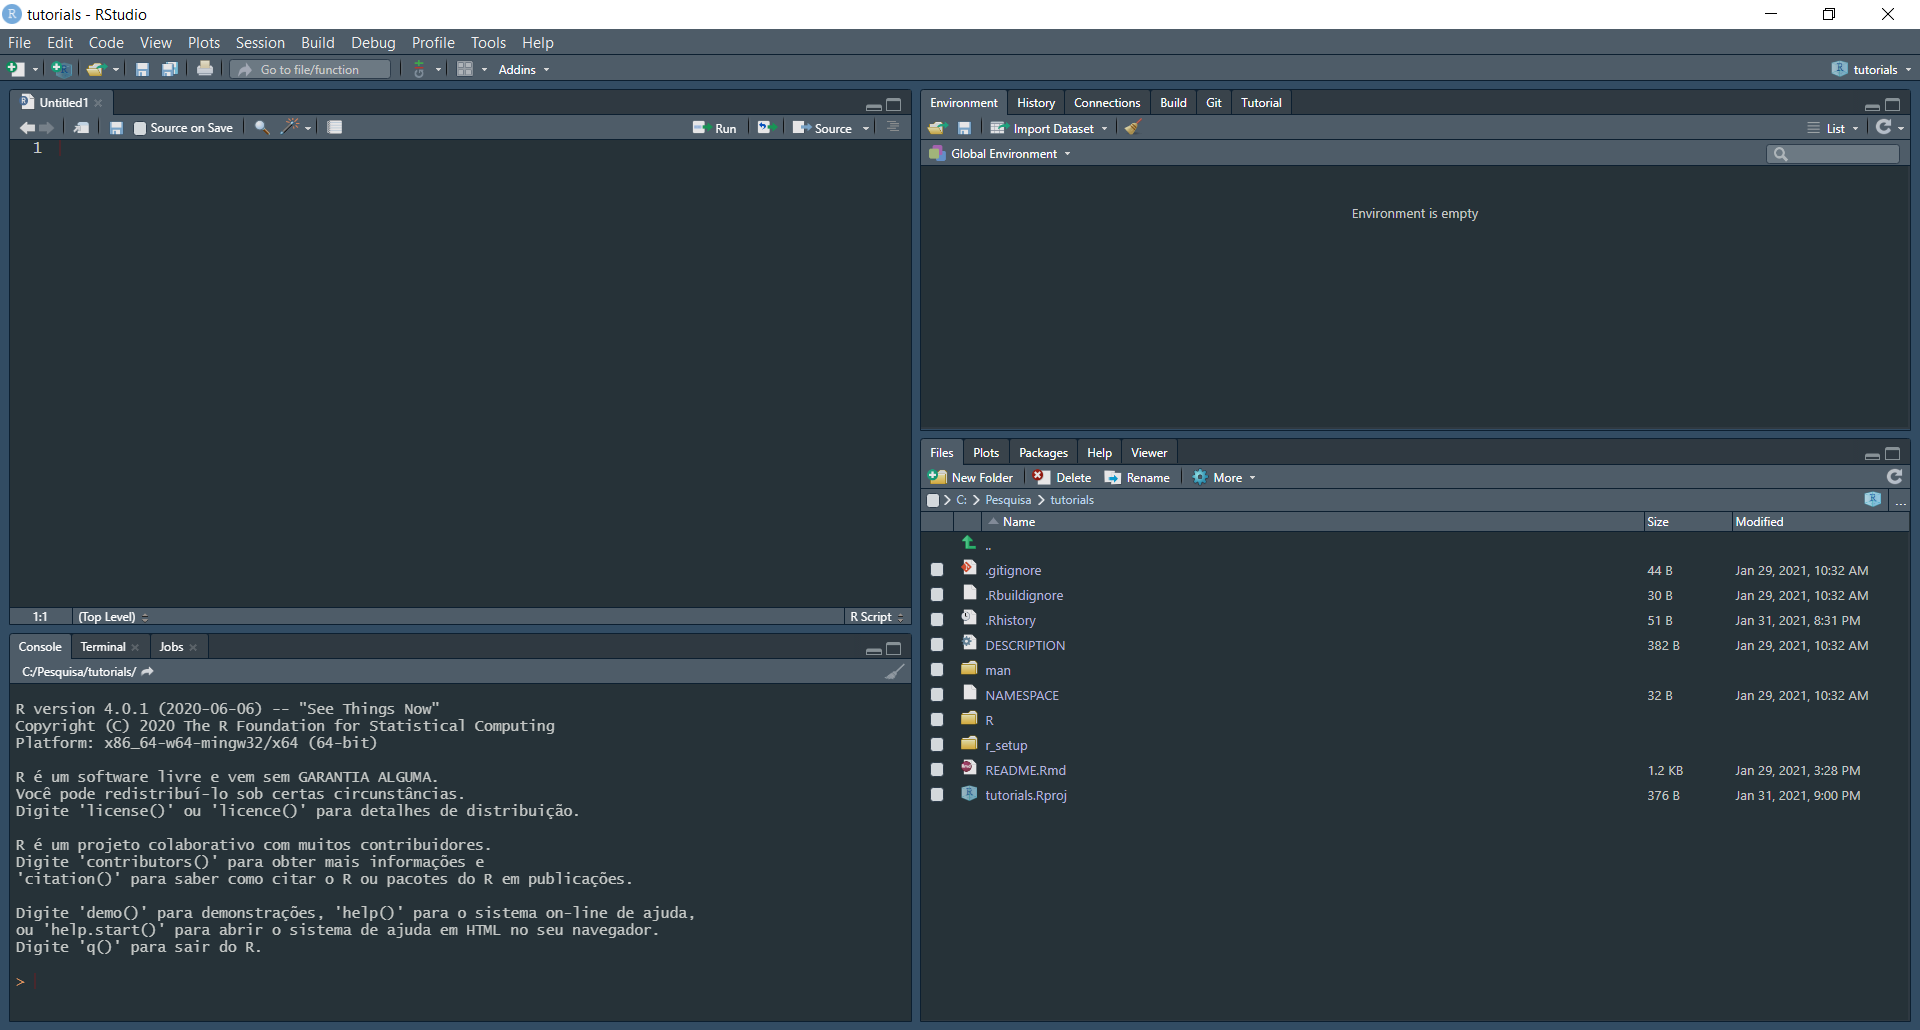 tutorials - RStudio
File Edit Code View Plots Session Build Debug Profile Tools Help
Go to file/function Addins tutorials
Untitled1
Source on Save Run Source
1
1:1 (Top Level) R Script
Console Terminal Jobs
C:/Pesquisa/tutorials/
R version 4.0.1 (2020-06-06) -- "See Things Now"
Copyright (C) 2020 The R Foundation for Statistical Computing
Platform: x86_64-w64-mingw32/x64 (64-bit)
R é um software livre e vem sem GARANTIA ALGUMA.
Você pode redistribuí-lo sob certas circunstâncias.
Digite 'license()' ou 'licence()' para detalhes de distribuição.
R é um projeto colaborativo com muitos contribuidores.
Digite 'contributors()' para obter mais informações e
'citation()' para saber como citar o R ou pacotes do R em publicações.
Digite 'demo()' para demonstrações, 'help()' para o sistema on-line de ajuda,
ou 'help.start()' para abrir o sistema de ajuda em HTML no seu navegador.
Digite 'q()' para sair do R.
>
Environment History Connections Build Git Tutorial
Import Dataset List
Global Environment
Environment is empty
Files Plots Packages Help Viewer
New Folder Delete Rename More
C: Pesquisa tutorials ...
Name Size Modified
..
.gitignore 44 B Jan 29, 2021, 10:32 AM
.Rbuildignore 30 B Jan 29, 2021, 10:32 AM
.Rhistory 51 B Jan 31, 2021, 8:31 PM
DESCRIPTION 382 B Jan 29, 2021, 10:32 AM
man
NAMESPACE 32 B Jan 29, 2021, 10:32 AM
R
r_setup
README.Rmd 1.2 KB Jan 29, 2021, 3:28 PM
tutorials.Rproj 376 B Jan 31, 2021, 9:00 PM